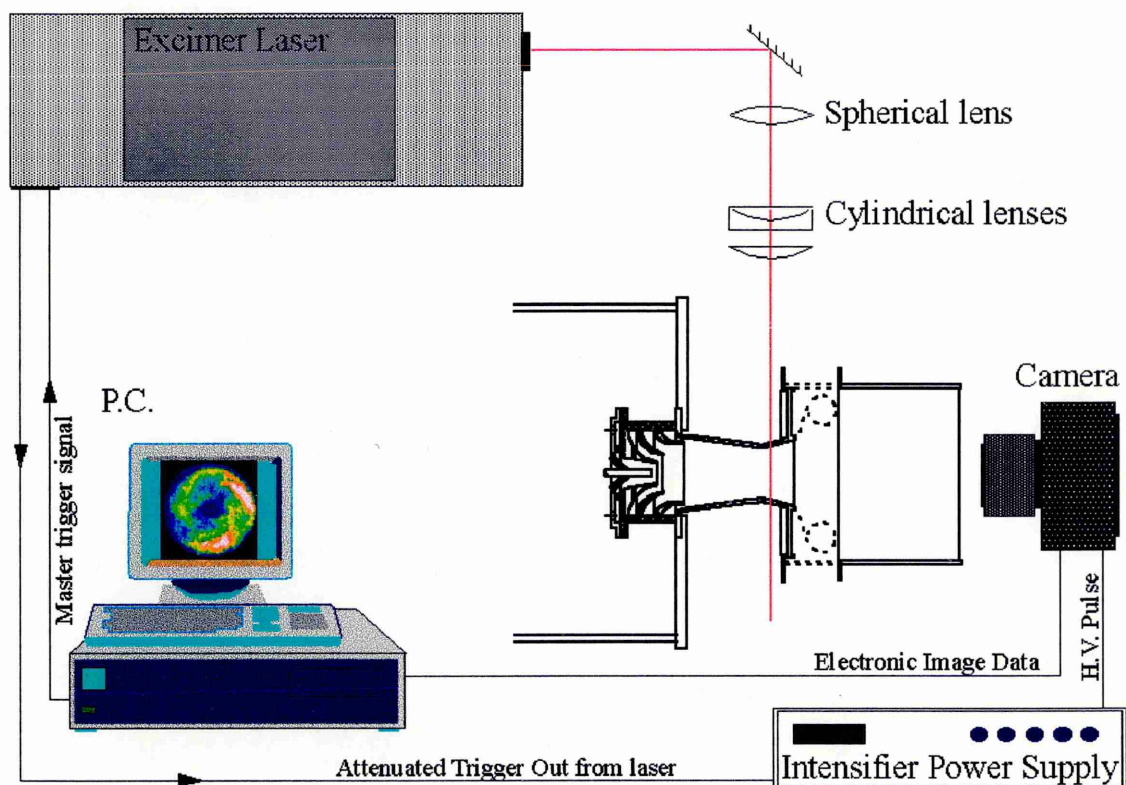 Excimer Laser
Spherical lens
Cylindrical lenses
Camera
P.C.
Master trigger signal
Electronic Image Data
H.V. Pulse
Attenuated Trigger Out from laser
Intensifier Power Supply